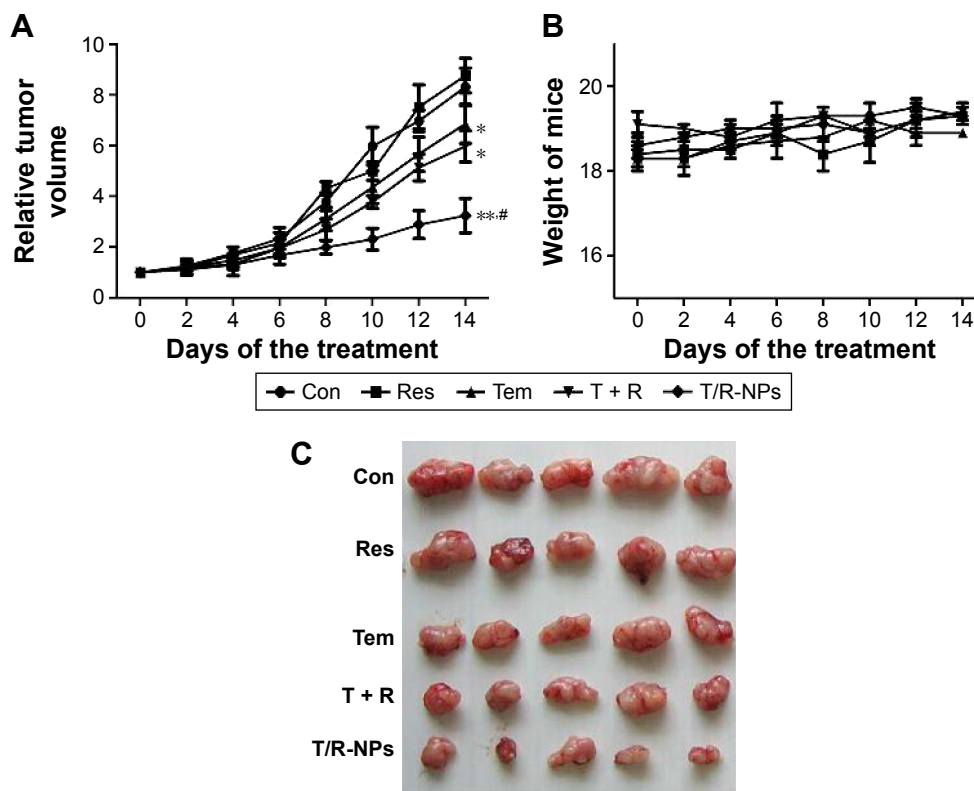 A
Relative tumor
volume
10
8
6
4
2
0
*
*
**,#
0 2 4 6 8 10 12 14
Days of the treatment
B
Weight of mice
20
18
16
0 2 4 6 8 10 12 14
Days of the treatment
Con Res Tem T + R T/R-NPs
C
Con
Res
Tem
T + R
T/R-NPs